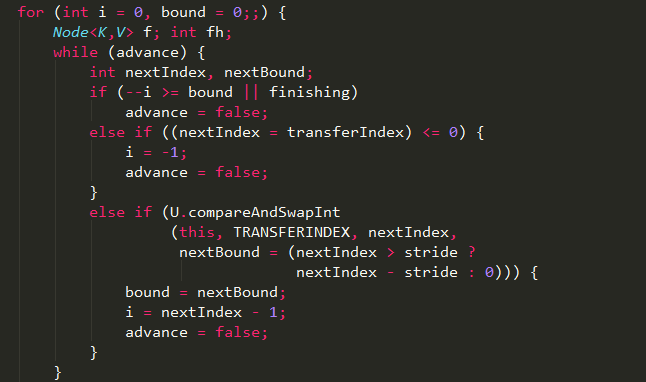 for (int i = 0, bound = 0;;) {
    Node<K,V> f; int fh;
    while (advance) {
        int nextIndex, nextBound;
        if (--i >= bound || finishing)
            advance = false;
        else if ((nextIndex = transferIndex) <= 0) {
            i = -1;
            advance = false;
        }
        else if (U.compareAndSwapInt
                 (this, TRANSFERINDEX, nextIndex,
                  nextBound = (nextIndex > stride ?
                               nextIndex - stride : 0))) {
            bound = nextBound;
            i = nextIndex - 1;
            advance = false;
        }
    }